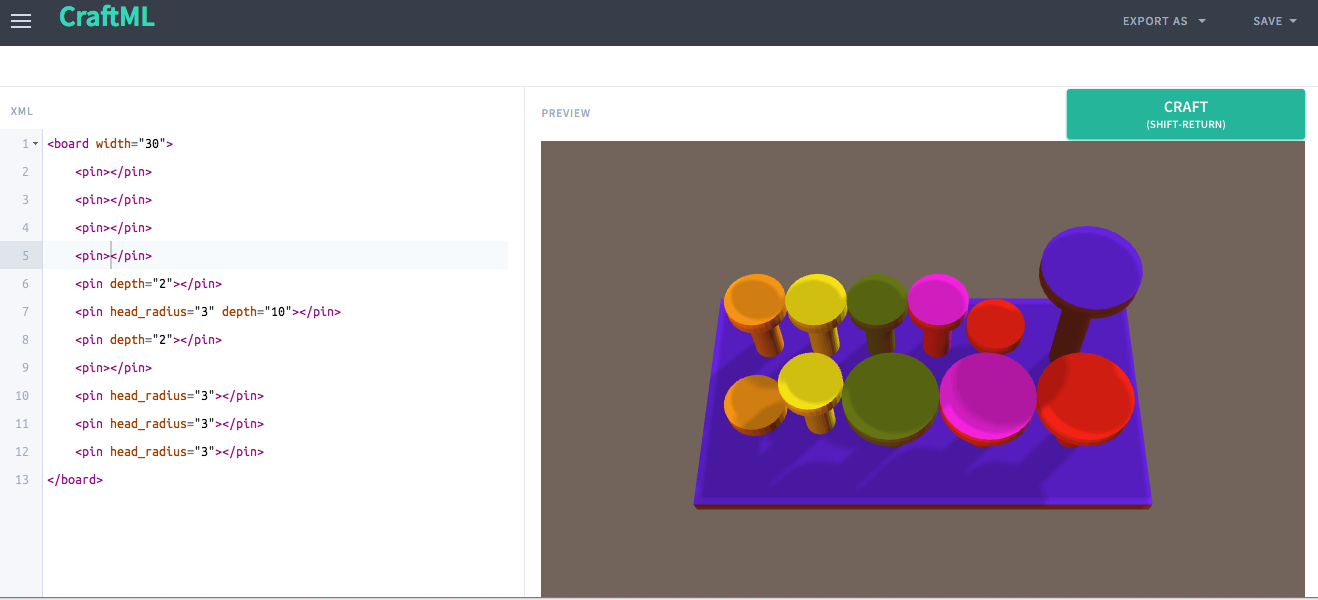 CraftML
EXPORT AS
SAVE
XML
PREVIEW
CRAFT
(SHIFT-RETURN)
1 <board width="30">
2 <pin></pin>
3 <pin></pin>
4 <pin></pin>
5 <pin></pin>
6 <pin depth="2"></pin>
7 <pin head_radius="3" depth="10"></pin>
8 <pin depth="2"></pin>
9 <pin></pin>
10 <pin head_radius="3"></pin>
11 <pin head_radius="3"></pin>
12 <pin head_radius="3"></pin>
13 </board>